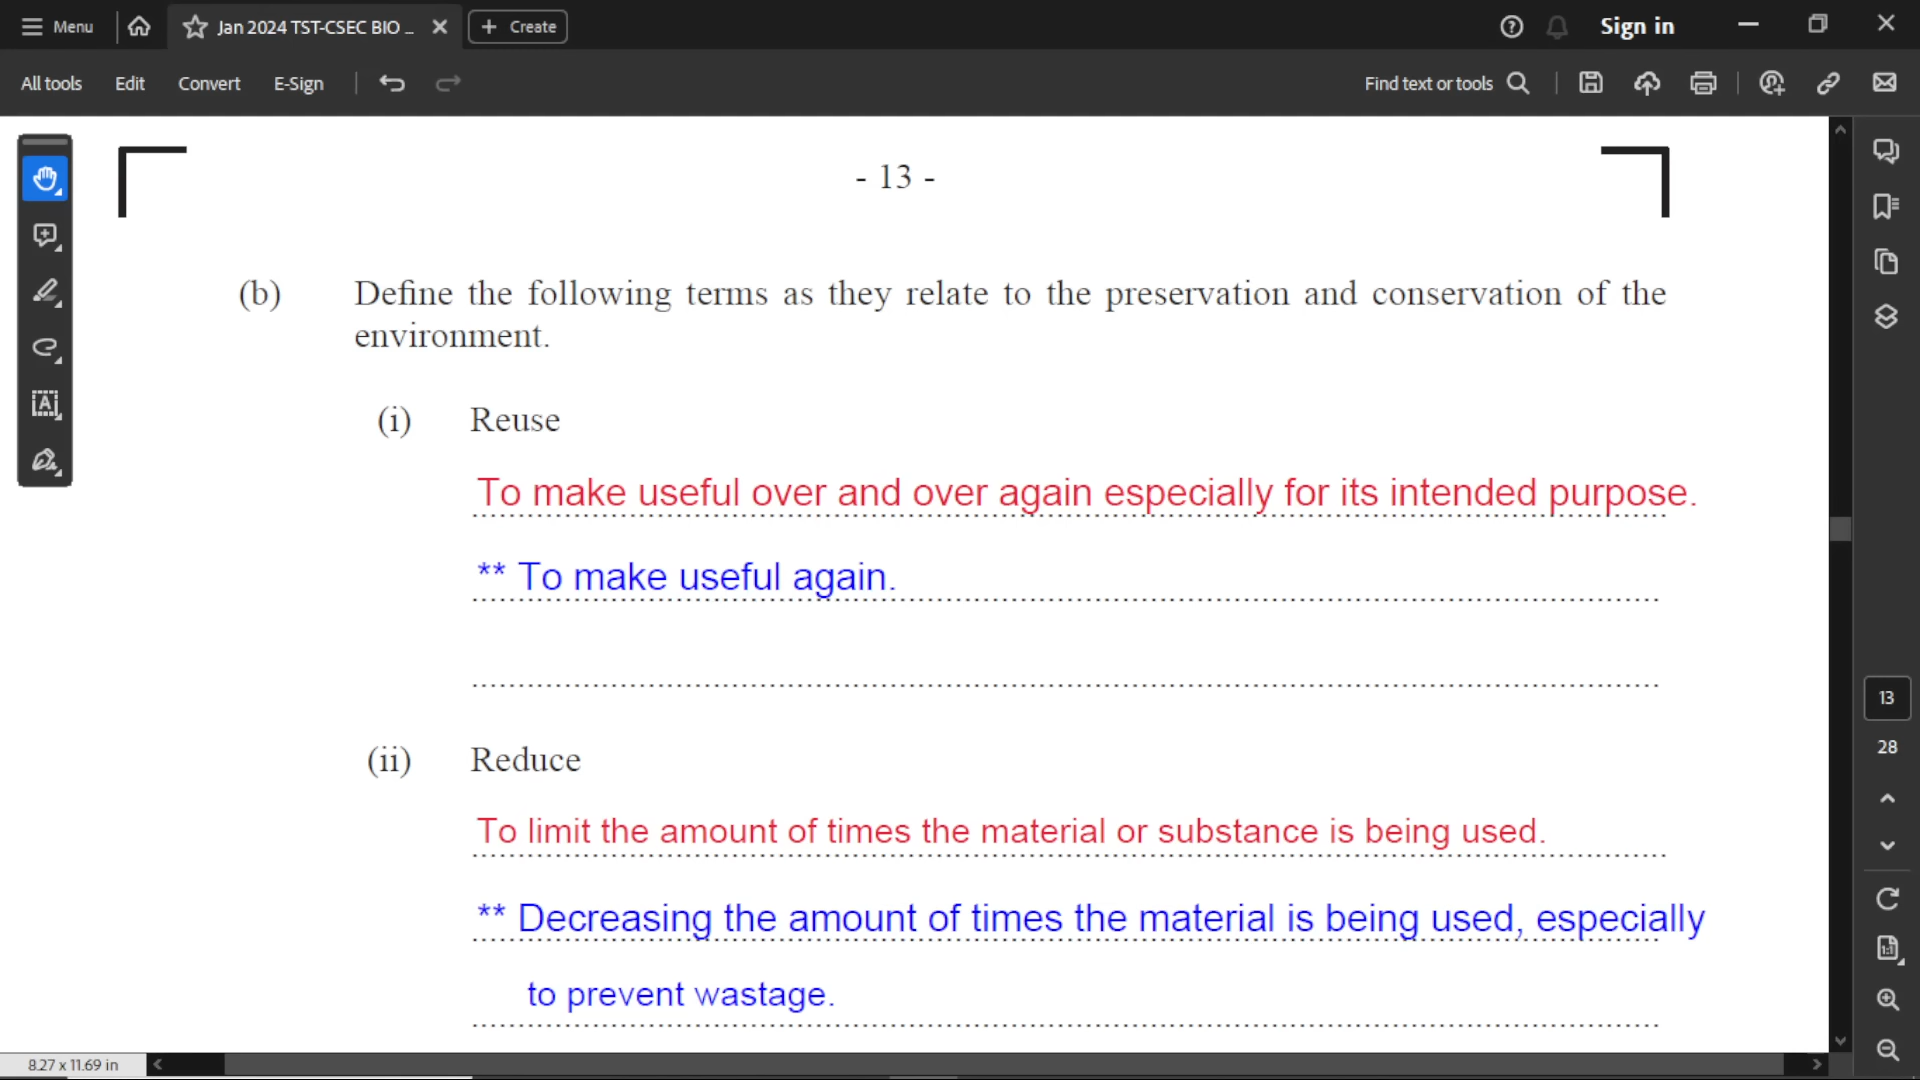 Menu
Jan 2024 TST-CSEC BIO _
Create
Sign in
All tools Edit Convert E-Sign
Find text or tools
- 13 -
(b) Define the following terms as they relate to the preservation and conservation of the
environment.
(i) Reuse
To make useful over and over again especially for its intended purpose.
** To make useful again.
(ii) Reduce
To limit the amount of times the material or substance is being used.
** Decreasing the amount of times the material is being used, especially
to prevent wastage.
13
28
8.27 x 11.69 in